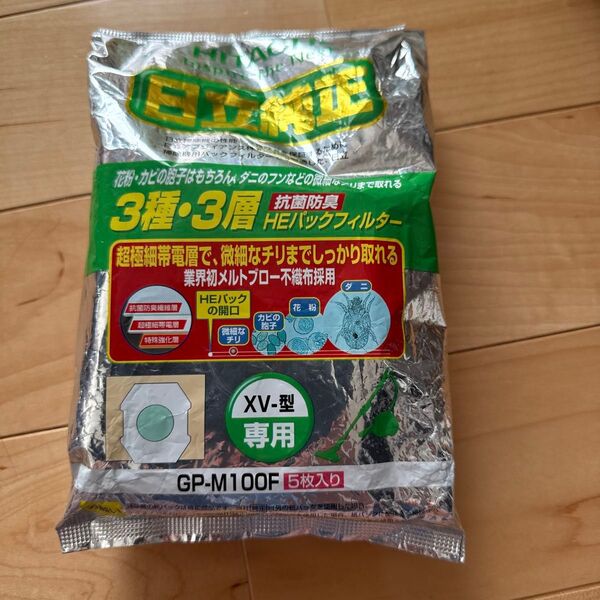 HITACHI
日立純正
花粉・カビの胞子はもちろん、ダニのフンなどの微細なチリまで取れる
3種・3層
抗菌防臭
HEパックフィルター
超極細帯電層で、微細なチリまでしっかり取れる
業界初メルトブロー不織布採用
抗菌防臭繊維層
超極細帯電層
特殊強化層
HEパック
の開口
微細な
チリ
カビの
胞子
花粉
ダニ
XV-型
専用
GP-M100F
5枚入り